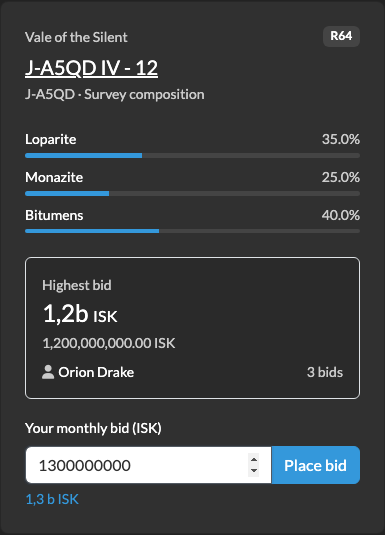 Vale of the Silent
R64
J-A5QD IV - 12
J-A5QD · Survey composition
Loparite 35.0%
Monazite 25.0%
Bitumens 40.0%
Highest bid
1,2b ISK
1,200,000,000.00 ISK
Orion Drake 3 bids
Your monthly bid (ISK)
1300000000 Place bid
1,3 b ISK